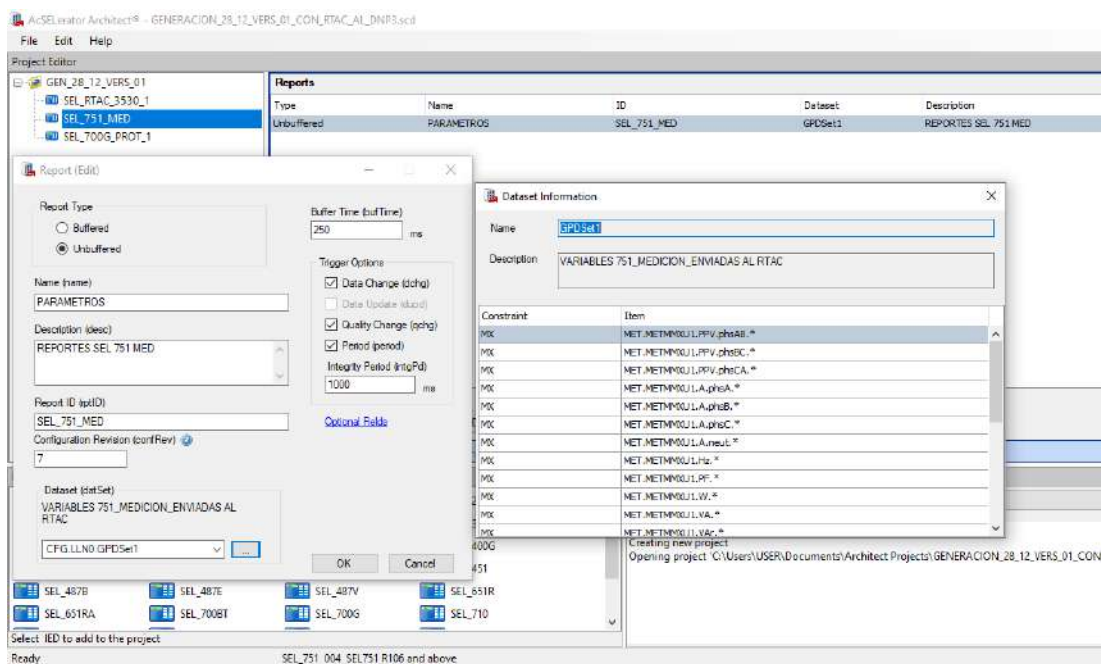 AcSELerator Architect® - GENERACION_28_12_VERS_01_CON_RTAC_AL_DNP3.scd
File Edit Help
Project Editor
GEN_28_12_VERS_01
SEL_RTAC_3530_1
SEL_751_MED
SEL_700G_PROT_1
Reports
Type Name ID Dataset Description
Unbuffered PARAMETROS SEL_751_MED GPDSet1 REPORTES SEL 751 MED
Report (Edit)
Report Type
Buffered
Unbuffered
Name (name)
PARAMETROS
Description (desc)
REPORTES SEL 751 MED
Report ID (rptID)
SEL_751_MED
Configuration Revision (confRev)
7
Dataset (datSet)
VARIABLES 751_MEDICION_ENVIADAS AL
RTAC
CFG.LLN0.GPDSet1
...
Buffer Time (bufTime)
250 ms
Trigger Options
Data Change (dchg)
Data Update (dupd)
Quality Change (qchg)
Period (period)
Integrity Period (intgPd)
1000 ms
Optional Fields
OK Cancel
Dataset Information
Name GPDSet1
Description VARIABLES 751_MEDICION_ENVIADAS AL RTAC
Constraint Item
MX MET.METMMXU1.PPV.phsAB.*
MX MET.METMMXU1.PPV.phsBC.*
MX MET.METMMXU1.PPV.phsCA.*
MX MET.METMMXU1.A.phsA.*
MX MET.METMMXU1.A.phsB.*
MX MET.METMMXU1.A.phsC.*
MX MET.METMMXU1.A.neut.*
MX MET.METMMXU1.Hz.*
MX MET.METMMXU1.PF.*
MX MET.METMMXU1.W.*
MX MET.METMMXU1.VA.*
MX MET.METMMXU1.VAr.*
400G
451
Creating new project
Opening project 'C:\Users\USER\Documents\Architect Projects\GENERACION_28_12_VERS_01_CON
SEL_487B SEL_487E SEL_487V SEL_651R
SEL_651RA SEL_700BT SEL_700G SEL_710
Select IED to add to the project
Ready SEL_751 004 SEL751 R106 and above